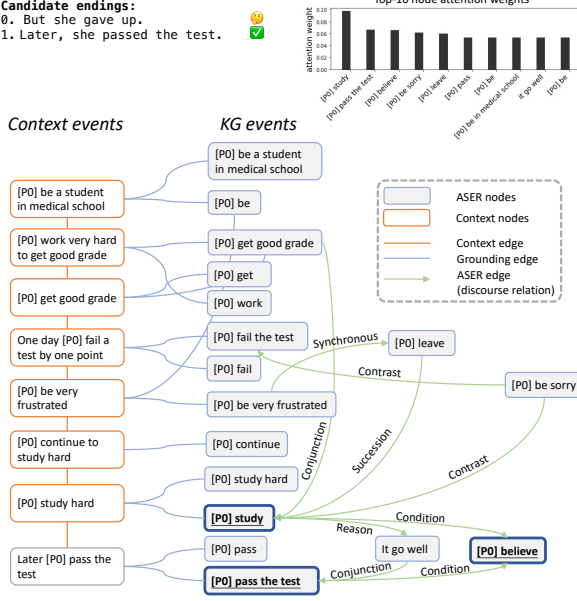 Candidate endings:
0. But she gave up. 🤔
1. Later, she passed the test. ✅
Top-10 node attention weights
attention weight
0.10
0.08
0.06
0.04
0.02
0.00
[P0] study
[P0] pass the test
[P0] believe
[P0] be sorry
[P0] leave
[P0] pass
[P0] be
[P0] be in medical school
it go well
[P0] be
Context events
KG events
[P0] be a student
in medical school
[P0] work very hard
to get good grade
[P0] get good grade
One day [P0] fail a
test by one point
[P0] be very
frustrated
[P0] continue to
study hard
[P0] study hard
Later [P0] pass the
test
[P0] be a student
in medical school
[P0] be
[P0] get good grade
[P0] get
[P0] work
[P0] fail the test
[P0] fail
[P0] be very frustrated
[P0] continue
[P0] study hard
[P0] study
[P0] pass
[P0] pass the test
ASER nodes
Context nodes
Context edge
Grounding edge
ASER edge
(discourse relation)
Synchronous
[P0] leave
Contrast
[P0] be sorry
Conjunction
Succession
Contrast
Condition
Reason
It go well
[P0] believe
Conjunction
Condition